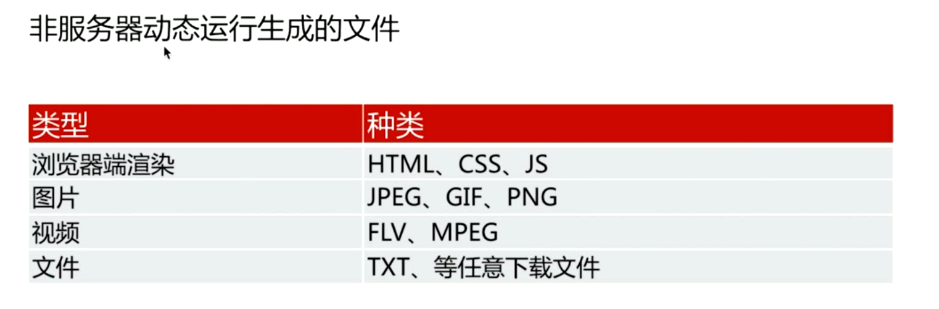 非服务器动态运行生成的文件
类型 种类
浏览器端渲染 HTML、CSS、JS
图片 JPEG、GIF、PNG
视频 FLV、MPEG
文件 TXT、等任意下载文件